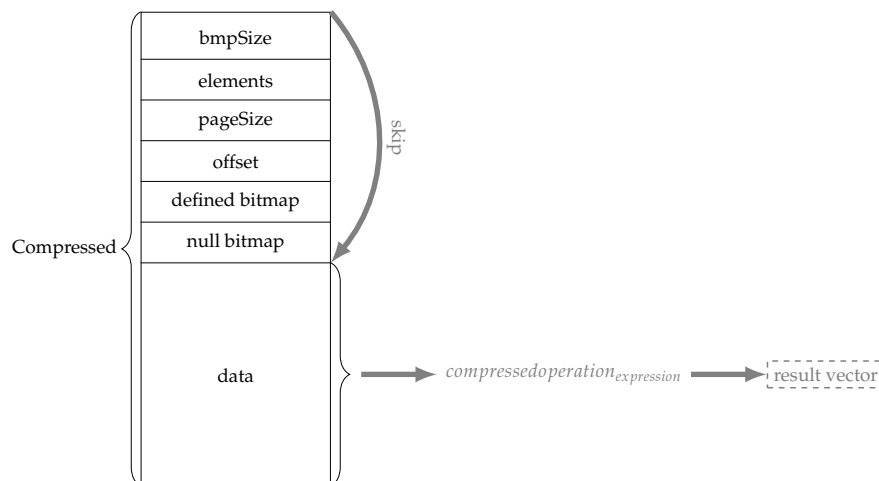 bmpSize
elements
pageSize
offset
defined bitmap
null bitmap
skip
Compressed
data
compressedoperation_expression
result vector